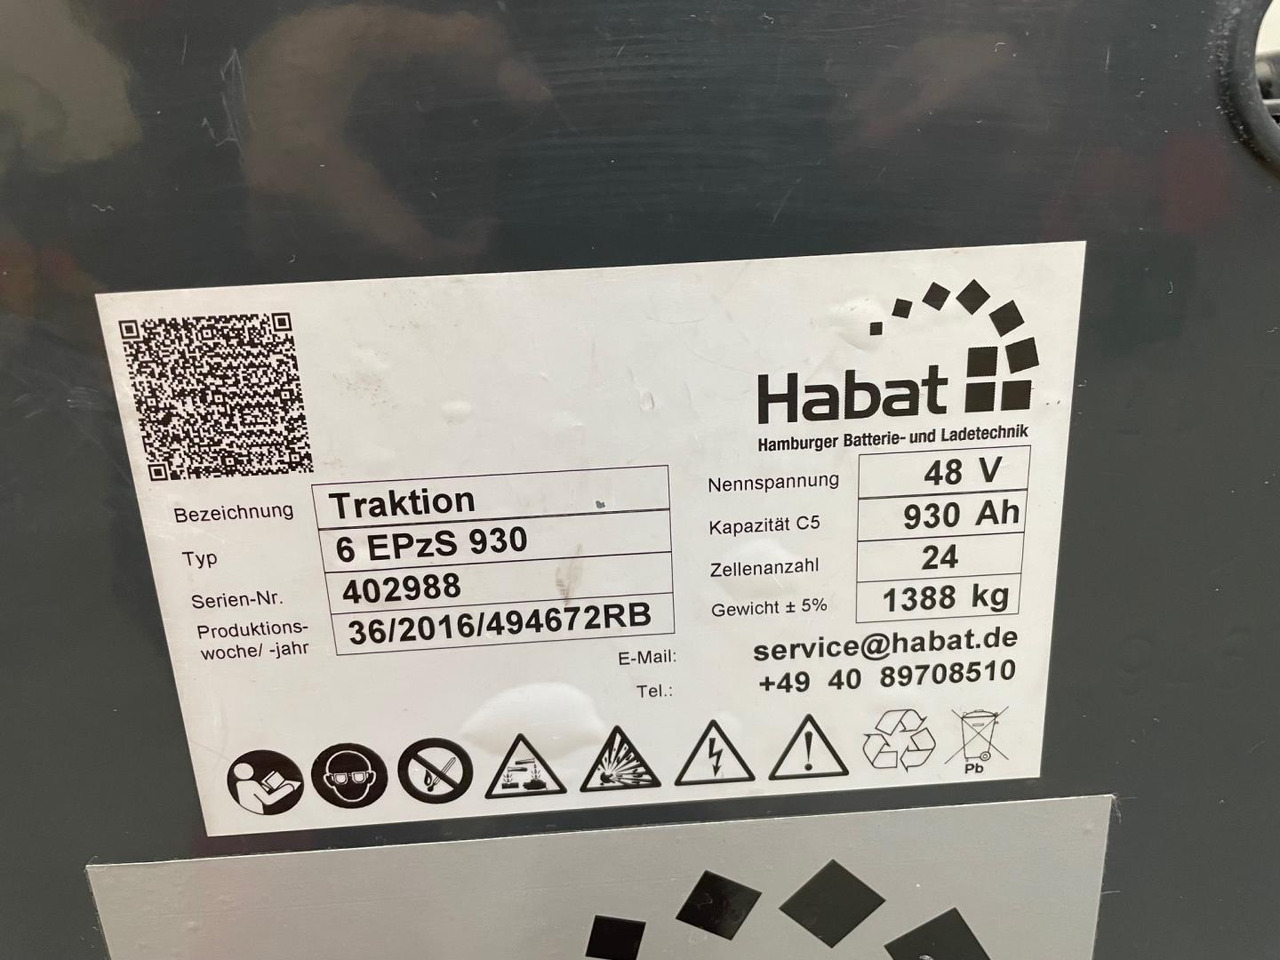 Habat
Hamburger Batterie- und Ladetechnik
Bezeichnung Traktion
Typ 6 EPzS 930
Serien-Nr. 402988
Produktions-
woche/ -jahr 36/2016/494672RB
Nennspannung 48 V
Kapazität C5 930 Ah
Zellenanzahl 24
Gewicht ± 5% 1388 kg
E-Mail: service@habat.de
Tel.: +49 40 89708510
Pb